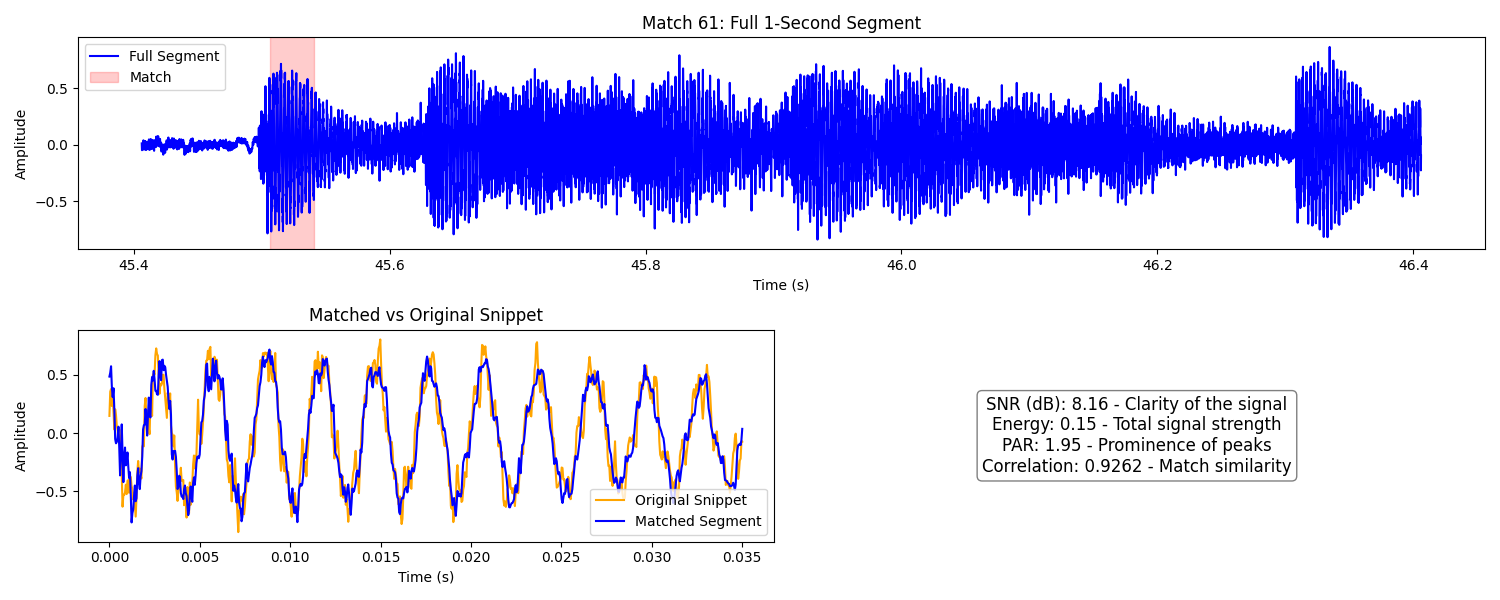 Match 61: Full 1-Second Segment
Full Segment
Match
Amplitude
0.5
0.0
−0.5
45.4 45.6 45.8 46.0 46.2 46.4
Time (s)
Matched vs Original Snippet
Amplitude
0.5
0.0
−0.5
Original Snippet
Matched Segment
0.000 0.005 0.010 0.015 0.020 0.025 0.030 0.035
Time (s)
SNR (dB): 8.16 - Clarity of the signal
Energy: 0.15 - Total signal strength
PAR: 1.95 - Prominence of peaks
Correlation: 0.9262 - Match similarity